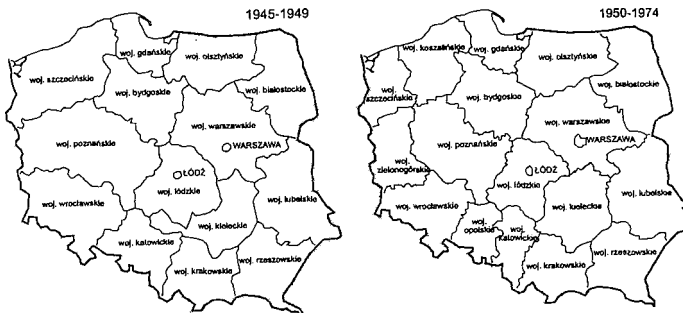 1945-1949
woj. gdańskie
woj. olsztyńskie
woj. szczecińskie
woj. bydgoskie
woj. białostockie
woj. warszawskie
woj. poznańskie
WARSZAWA
ŁÓDŹ
woj. łódzkie
woj. lubelskie
woj. wrocławskie
woj. kieleckie
woj. katowickie
woj. krakowskie
woj. rzeszowskie
1950-1974
woj. koszalińskie
woj. gdańskie
woj. olsztyńskie
woj.
szczecińskie
woj. bydgoskie
woj. białostockie
woj. warszawskie
WARSZAWA
woj. poznańskie
woj.
zielonogórskie
ŁÓDŹ
woj.
łódzkie
woj. lubelskie
woj. wrocławskie
woj. kieleckie
woj.
opolskie
woj.
katowickie
woj. krakowskie
woj. rzeszowskie